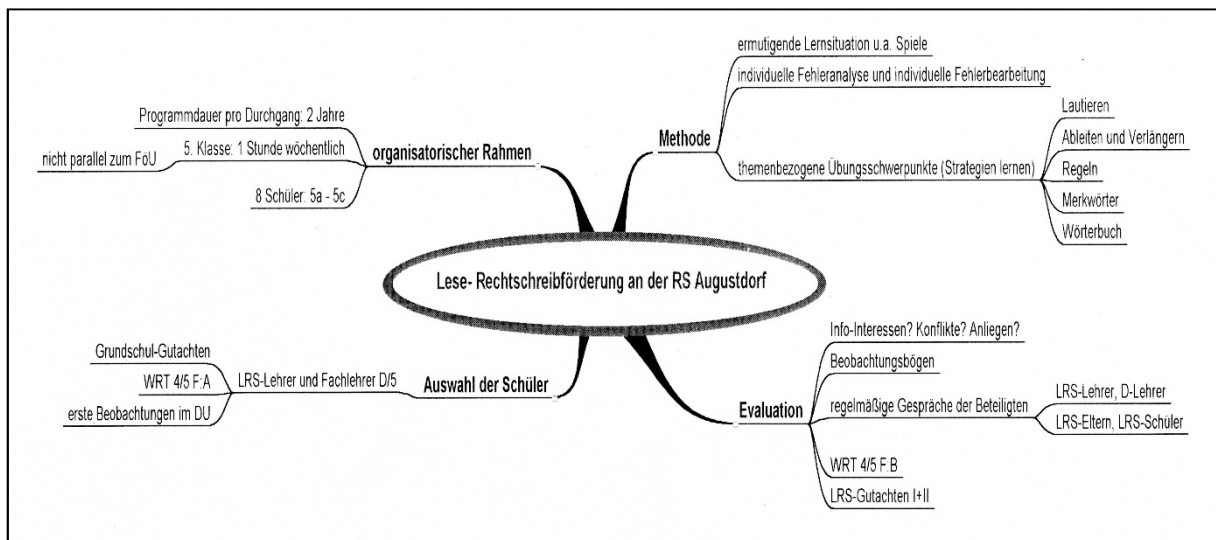 Lese- Rechtschreibförderung an der RS Augustdorf
organisatorischer Rahmen
Programmdauer pro Durchgang: 2 Jahre
5. Klasse: 1 Stunde wöchentlich
nicht parallel zum FöU
8 Schüler: 5a - 5c
Methode
ermutigende Lernsituation u.a. Spiele
individuelle Fehleranalyse und individuelle Fehlerbearbeitung
themenbezogene Übungsschwerpunkte (Strategien lernen)
Lautieren
Ableiten und Verlängern
Regeln
Merkwörter
Wörterbuch
Auswahl der Schüler
LRS-Lehrer und Fachlehrer D/5
Grundschul-Gutachten
WRT 4/5 F:A
erste Beobachtungen im DU
Evaluation
Info-Interessen? Konflikte? Anliegen?
Beobachtungsbögen
regelmäßige Gespräche der Beteiligten
LRS-Lehrer, D-Lehrer
LRS-Eltern, LRS-Schüler
WRT 4/5 F:B
LRS-Gutachten I+II